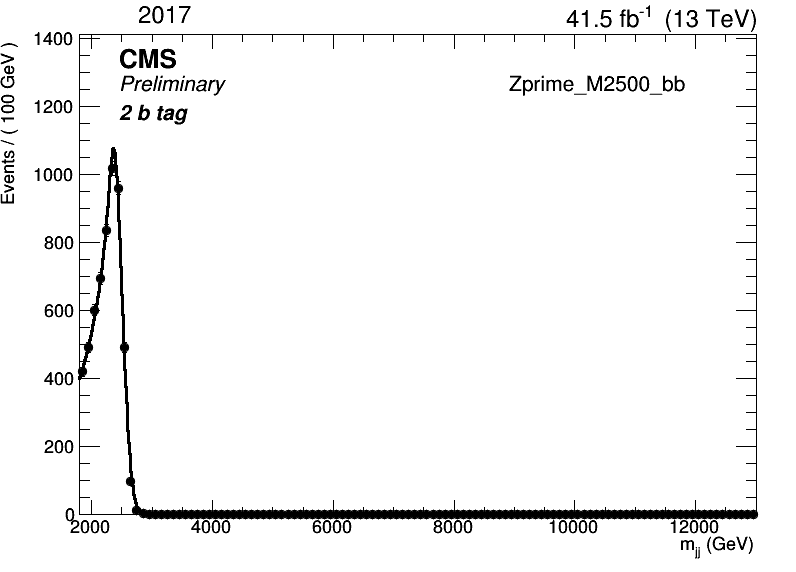 2017
41.5 fb⁻¹ (13 TeV)
CMS
Preliminary
2 b tag
Zprime_M2500_bb
Events / ( 100 GeV )
1400
1200
1000
800
600
400
200
0
2000 4000 6000 8000 10000 12000
m_jj (GeV)